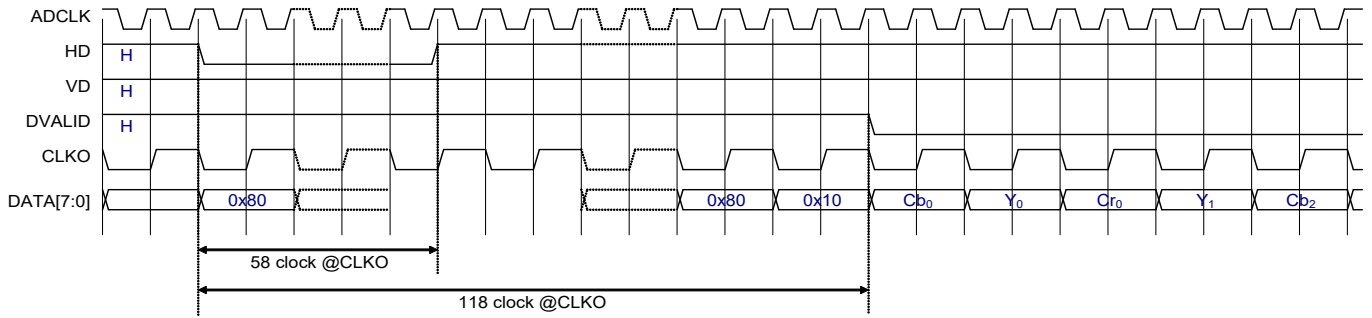 ADCLK
HD H
VD H
DVALID H
CLKO
DATA[7:0] 0x80 0x80 0x10 Cb₀ Y₀ Cr₀ Y₁ Cb₂
58 clock @CLKO
118 clock @CLKO